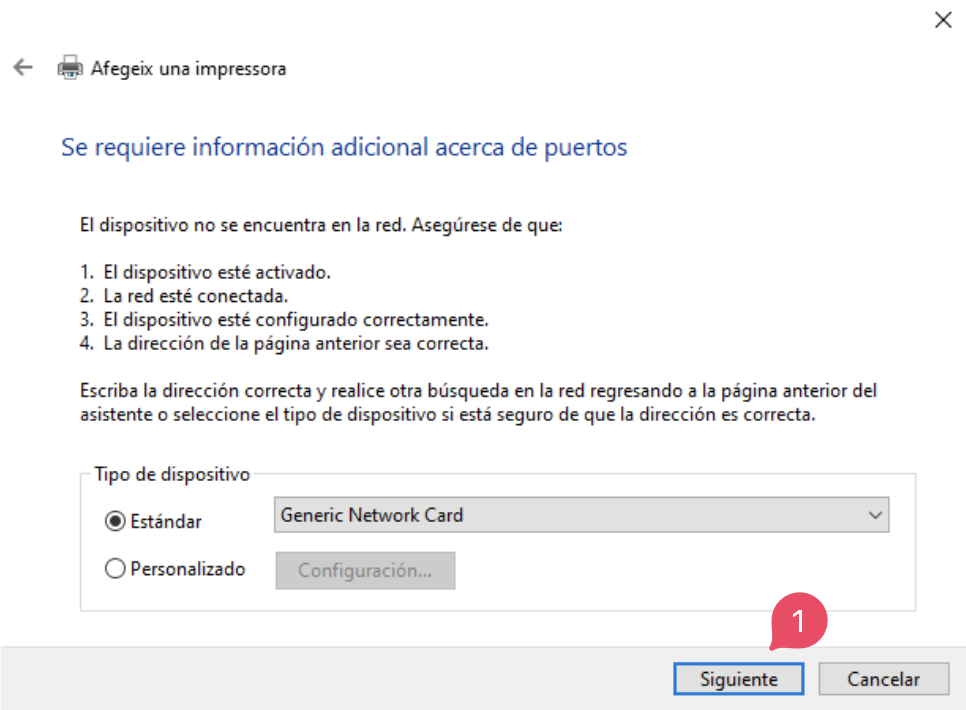 Afegeix una impressora
Se requiere información adicional acerca de puertos
El dispositivo no se encuentra en la red. Asegúrese de que:
1. El dispositivo esté activado.
2. La red esté conectada.
3. El dispositivo esté configurado correctamente.
4. La dirección de la página anterior sea correcta.
Escriba la dirección correcta y realice otra búsqueda en la red regresando a la página anterior del
asistente o seleccione el tipo de dispositivo si está seguro de que la dirección es correcta.
Tipo de dispositivo
Estándar Generic Network Card
Personalizado Configuración...
1
Siguiente Cancelar